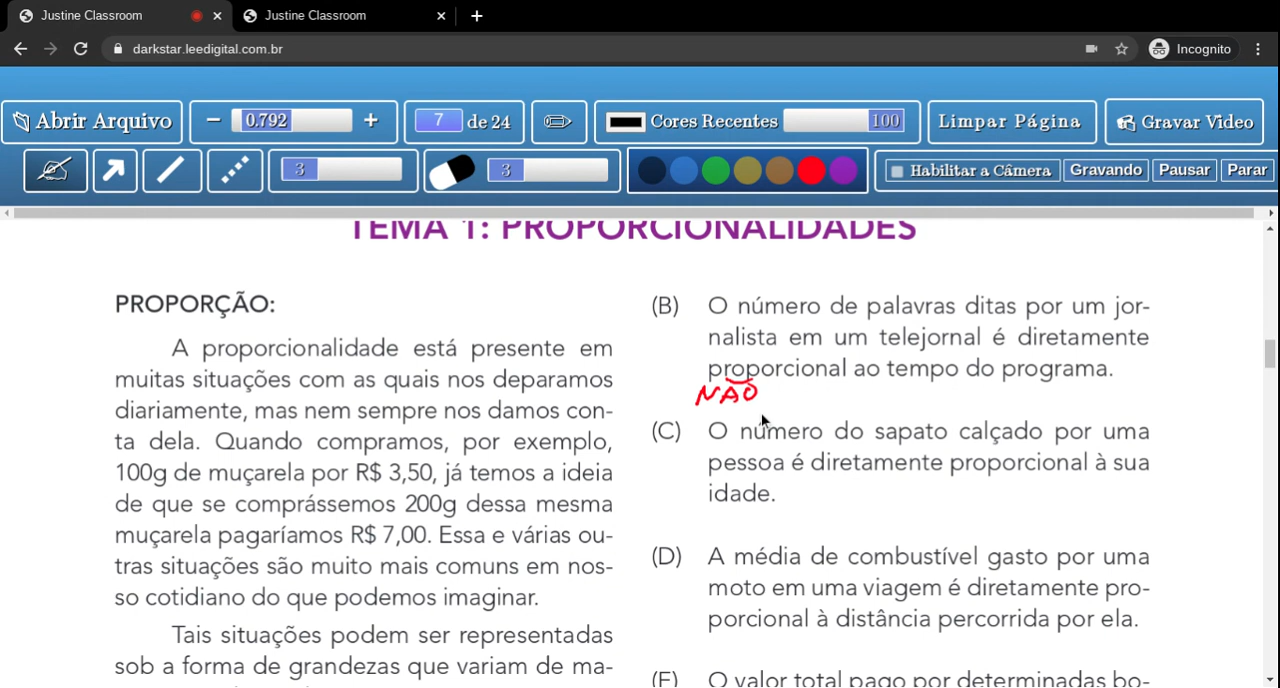 Justine Classroom
Justine Classroom
darkstar.leedigital.com.br
Incognito
Abrir Arquivo
0.792
7 de 24
Cores Recentes
100
Limpar Página
Gravar Video
3
3
Habilitar a Câmera
Gravando
Pausar
Parar
TEMA 1: PROPORCIONALIDADES
PROPORÇÃO:
A proporcionalidade está presente em
muitas situações com as quais nos deparamos
diariamente, mas nem sempre nos damos con-
ta dela. Quando compramos, por exemplo,
100g de muçarela por R$ 3,50, já temos a ideia
de que se comprássemos 200g dessa mesma
muçarela pagaríamos R$ 7,00. Essa e várias ou-
tras situações são muito mais comuns em nos-
so cotidiano do que podemos imaginar.
Tais situações podem ser representadas
sob a forma de grandezas que variam de ma-
(B) O número de palavras ditas por um jor-
nalista em um telejornal é diretamente
proporcional ao tempo do programa.
NÃO
(C) O número do sapato calçado por uma
pessoa é diretamente proporcional à sua
idade.
(D) A média de combustível gasto por uma
moto em uma viagem é diretamente pro-
porcional à distância percorrida por ela.
(E) O valor total pago por determinadas bo-